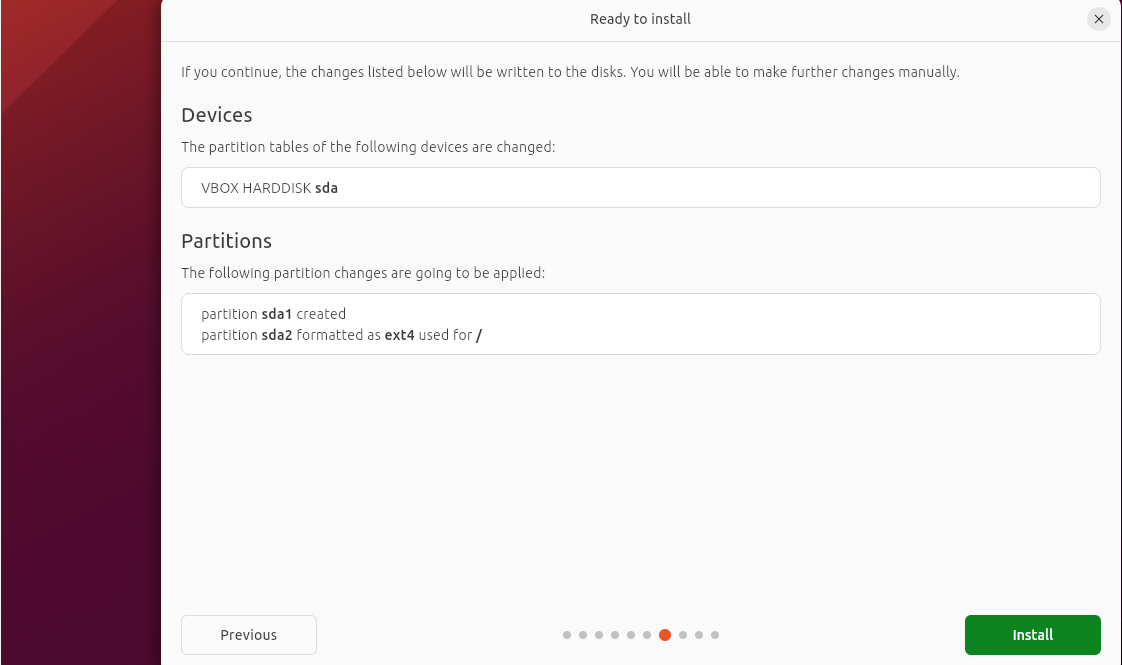 Ready to install
If you continue, the changes listed below will be written to the disks. You will be able to make further changes manually.
Devices
The partition tables of the following devices are changed:
VBOX HARDDISK sda
Partitions
The following partition changes are going to be applied:
partition sda1 created
partition sda2 formatted as ext4 used for /
Previous
Install